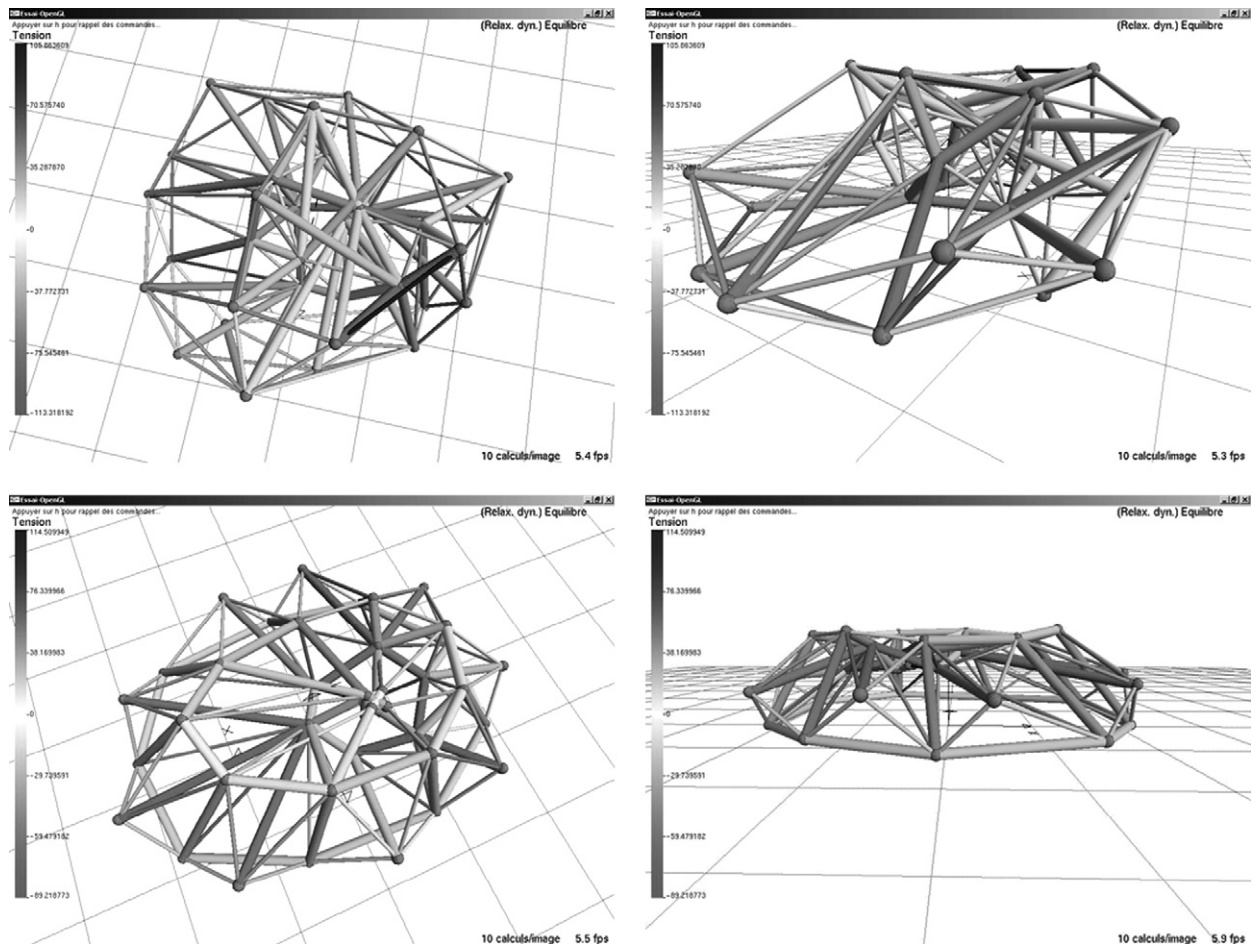 Essai-OpenGL
Appuyer sur h pour rappel des commandes...
(Relax. dyn.) Equilibre
Tension
105.863609
-70.575740
-35.287870
-0
-37.772731
-75.545461
-113.318192
10 calculs/image 5.4 fps
Essai-OpenGL
Appuyer sur h pour rappel des commandes...
(Relax. dyn.) Equilibre
Tension
105.863609
-70.575740
-35.287870
-0
-37.772731
-75.545461
-113.318192
10 calculs/image 5.3 fps
Essai-OpenGL
Appuyer sur h pour rappel des commandes...
(Relax. dyn.) Equilibre
Tension
114.509949
-76.339966
-38.169983
-0
--29.739591
--59.479182
-89.218773
10 calculs/image 5.5 fps
Essai-OpenGL
Appuyer sur h pour rappel des commandes...
(Relax. dyn.) Equilibre
Tension
114.509949
-76.339966
-38.169983
-0
--29.739591
--59.479182
-89.218773
10 calculs/image 5.9 fps